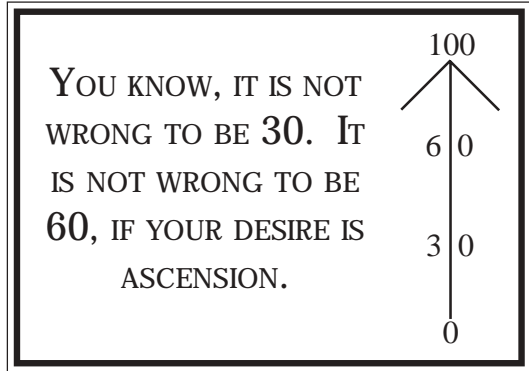 You know, it is not
wrong to be 30. It
is not wrong to be
60, if your desire is
ascension.
100
6 0
3 0
0